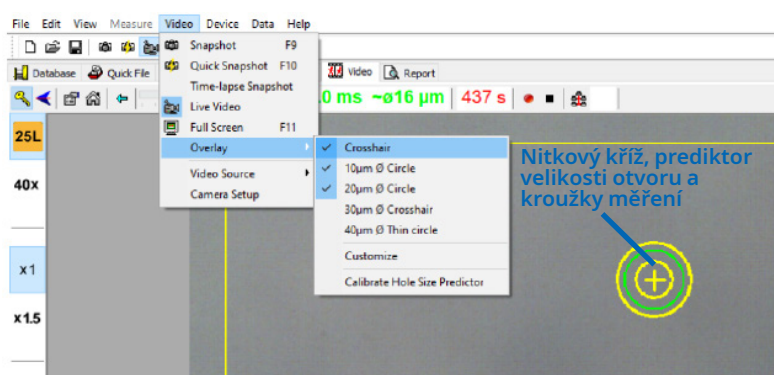 File Edit View Measure Video Device Data Help
Snapshot F9
Quick Snapshot F10
Time-lapse Snapshot
Live Video
Full Screen F11
Overlay
Video Source
Camera Setup
Database Quick File
Video Report
.0 ms ~ø16 µm 437 s
25L
40x
x1
x1.5
Crosshair
10µm Ø Circle
20µm Ø Circle
30µm Ø Crosshair
40µm Ø Thin circle
Customize
Calibrate Hole Size Predictor
Nitkový kříž, prediktor
velikosti otvoru a
kroužky měření